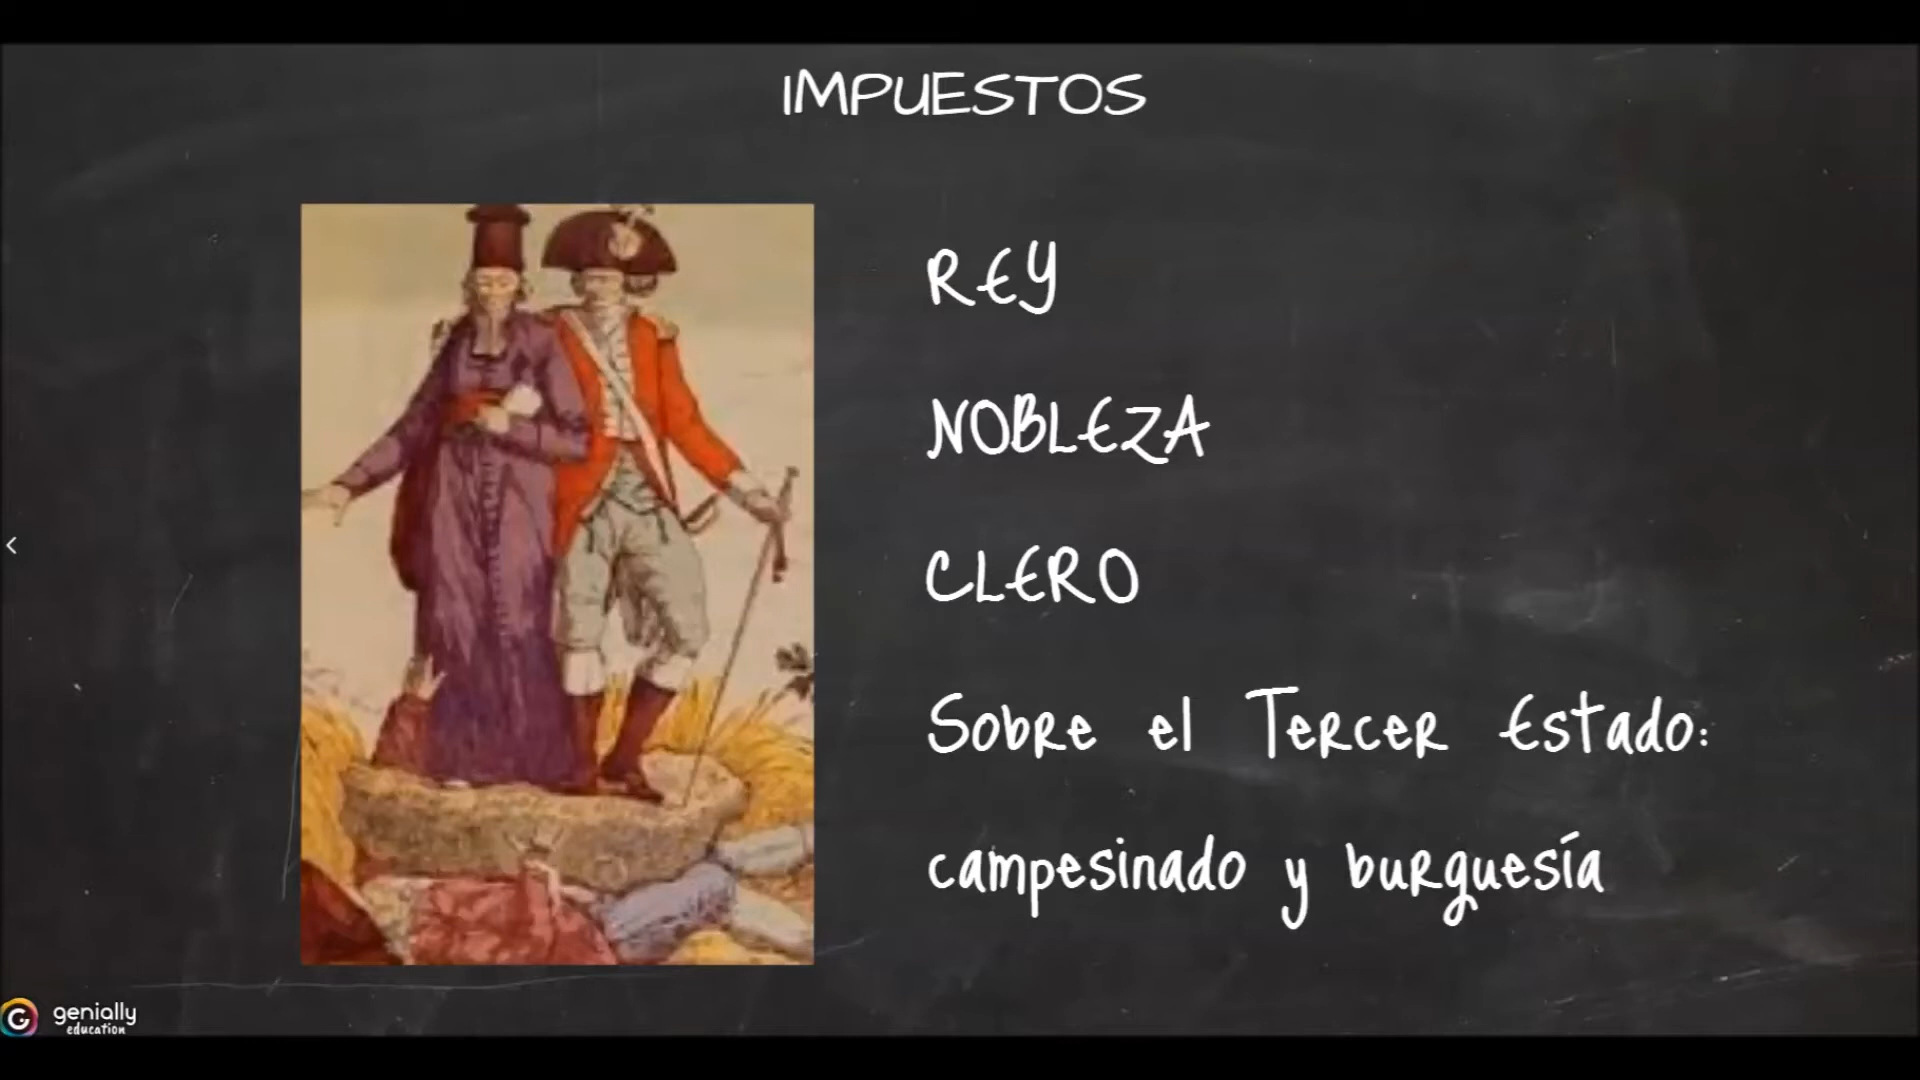 IMPUESTOS
REY
NOBLEZA
CLERO
Sobre el Tercer Estado:
campesinado y burguesía
genially
education